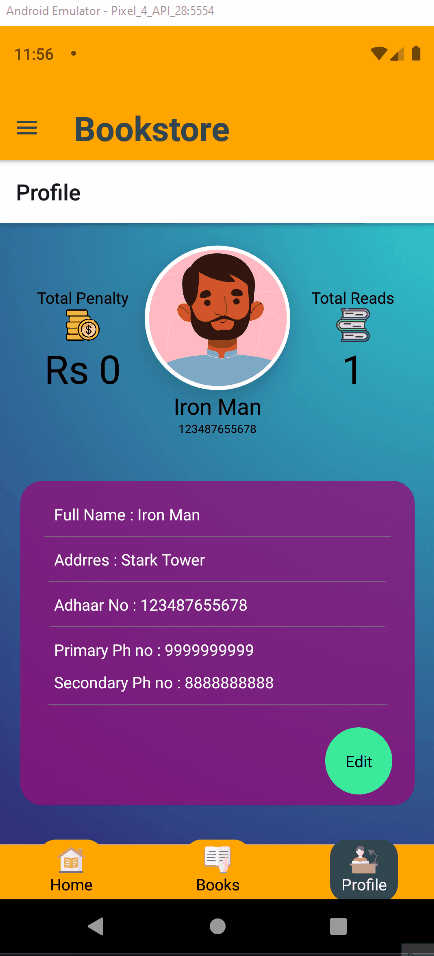 Android Emulator - Pixel_4_API_28:5554
11:56
Bookstore
Profile
Total Penalty
Total Reads
Rs 0
1
Iron Man
123487655678
Full Name : Iron Man
Addrres : Stark Tower
Adhaar No : 123487655678
Primary Ph no : 9999999999
Secondary Ph no : 8888888888
Edit
Home
Books
Profile